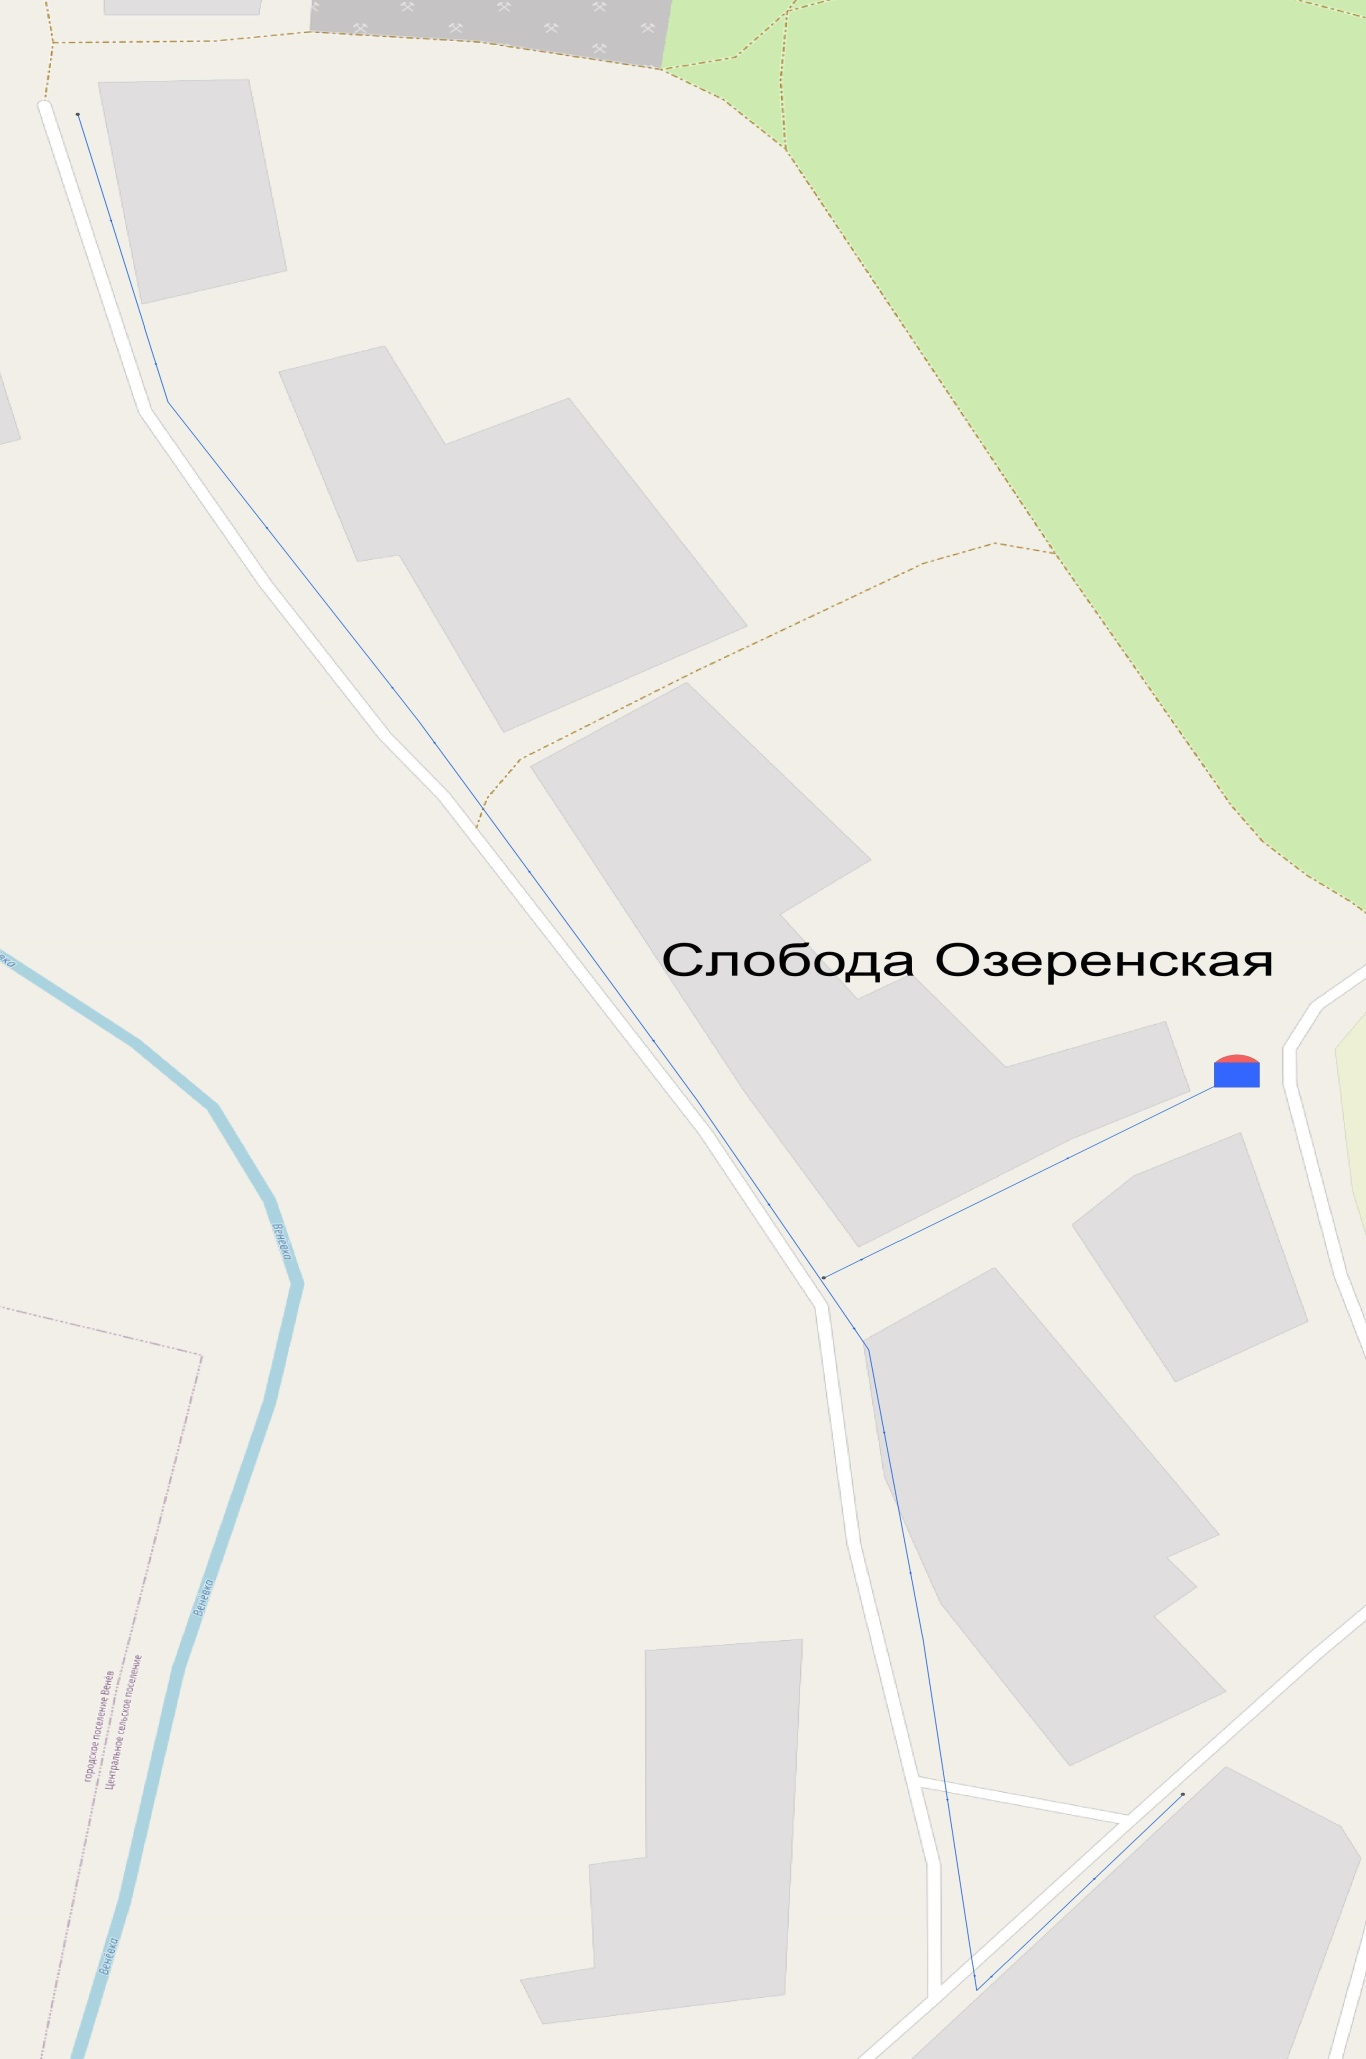 Слобода Озеренская
Венёвка
Венёвка
городское поселение Венёв
Центральное сельское поселение
Венёвка